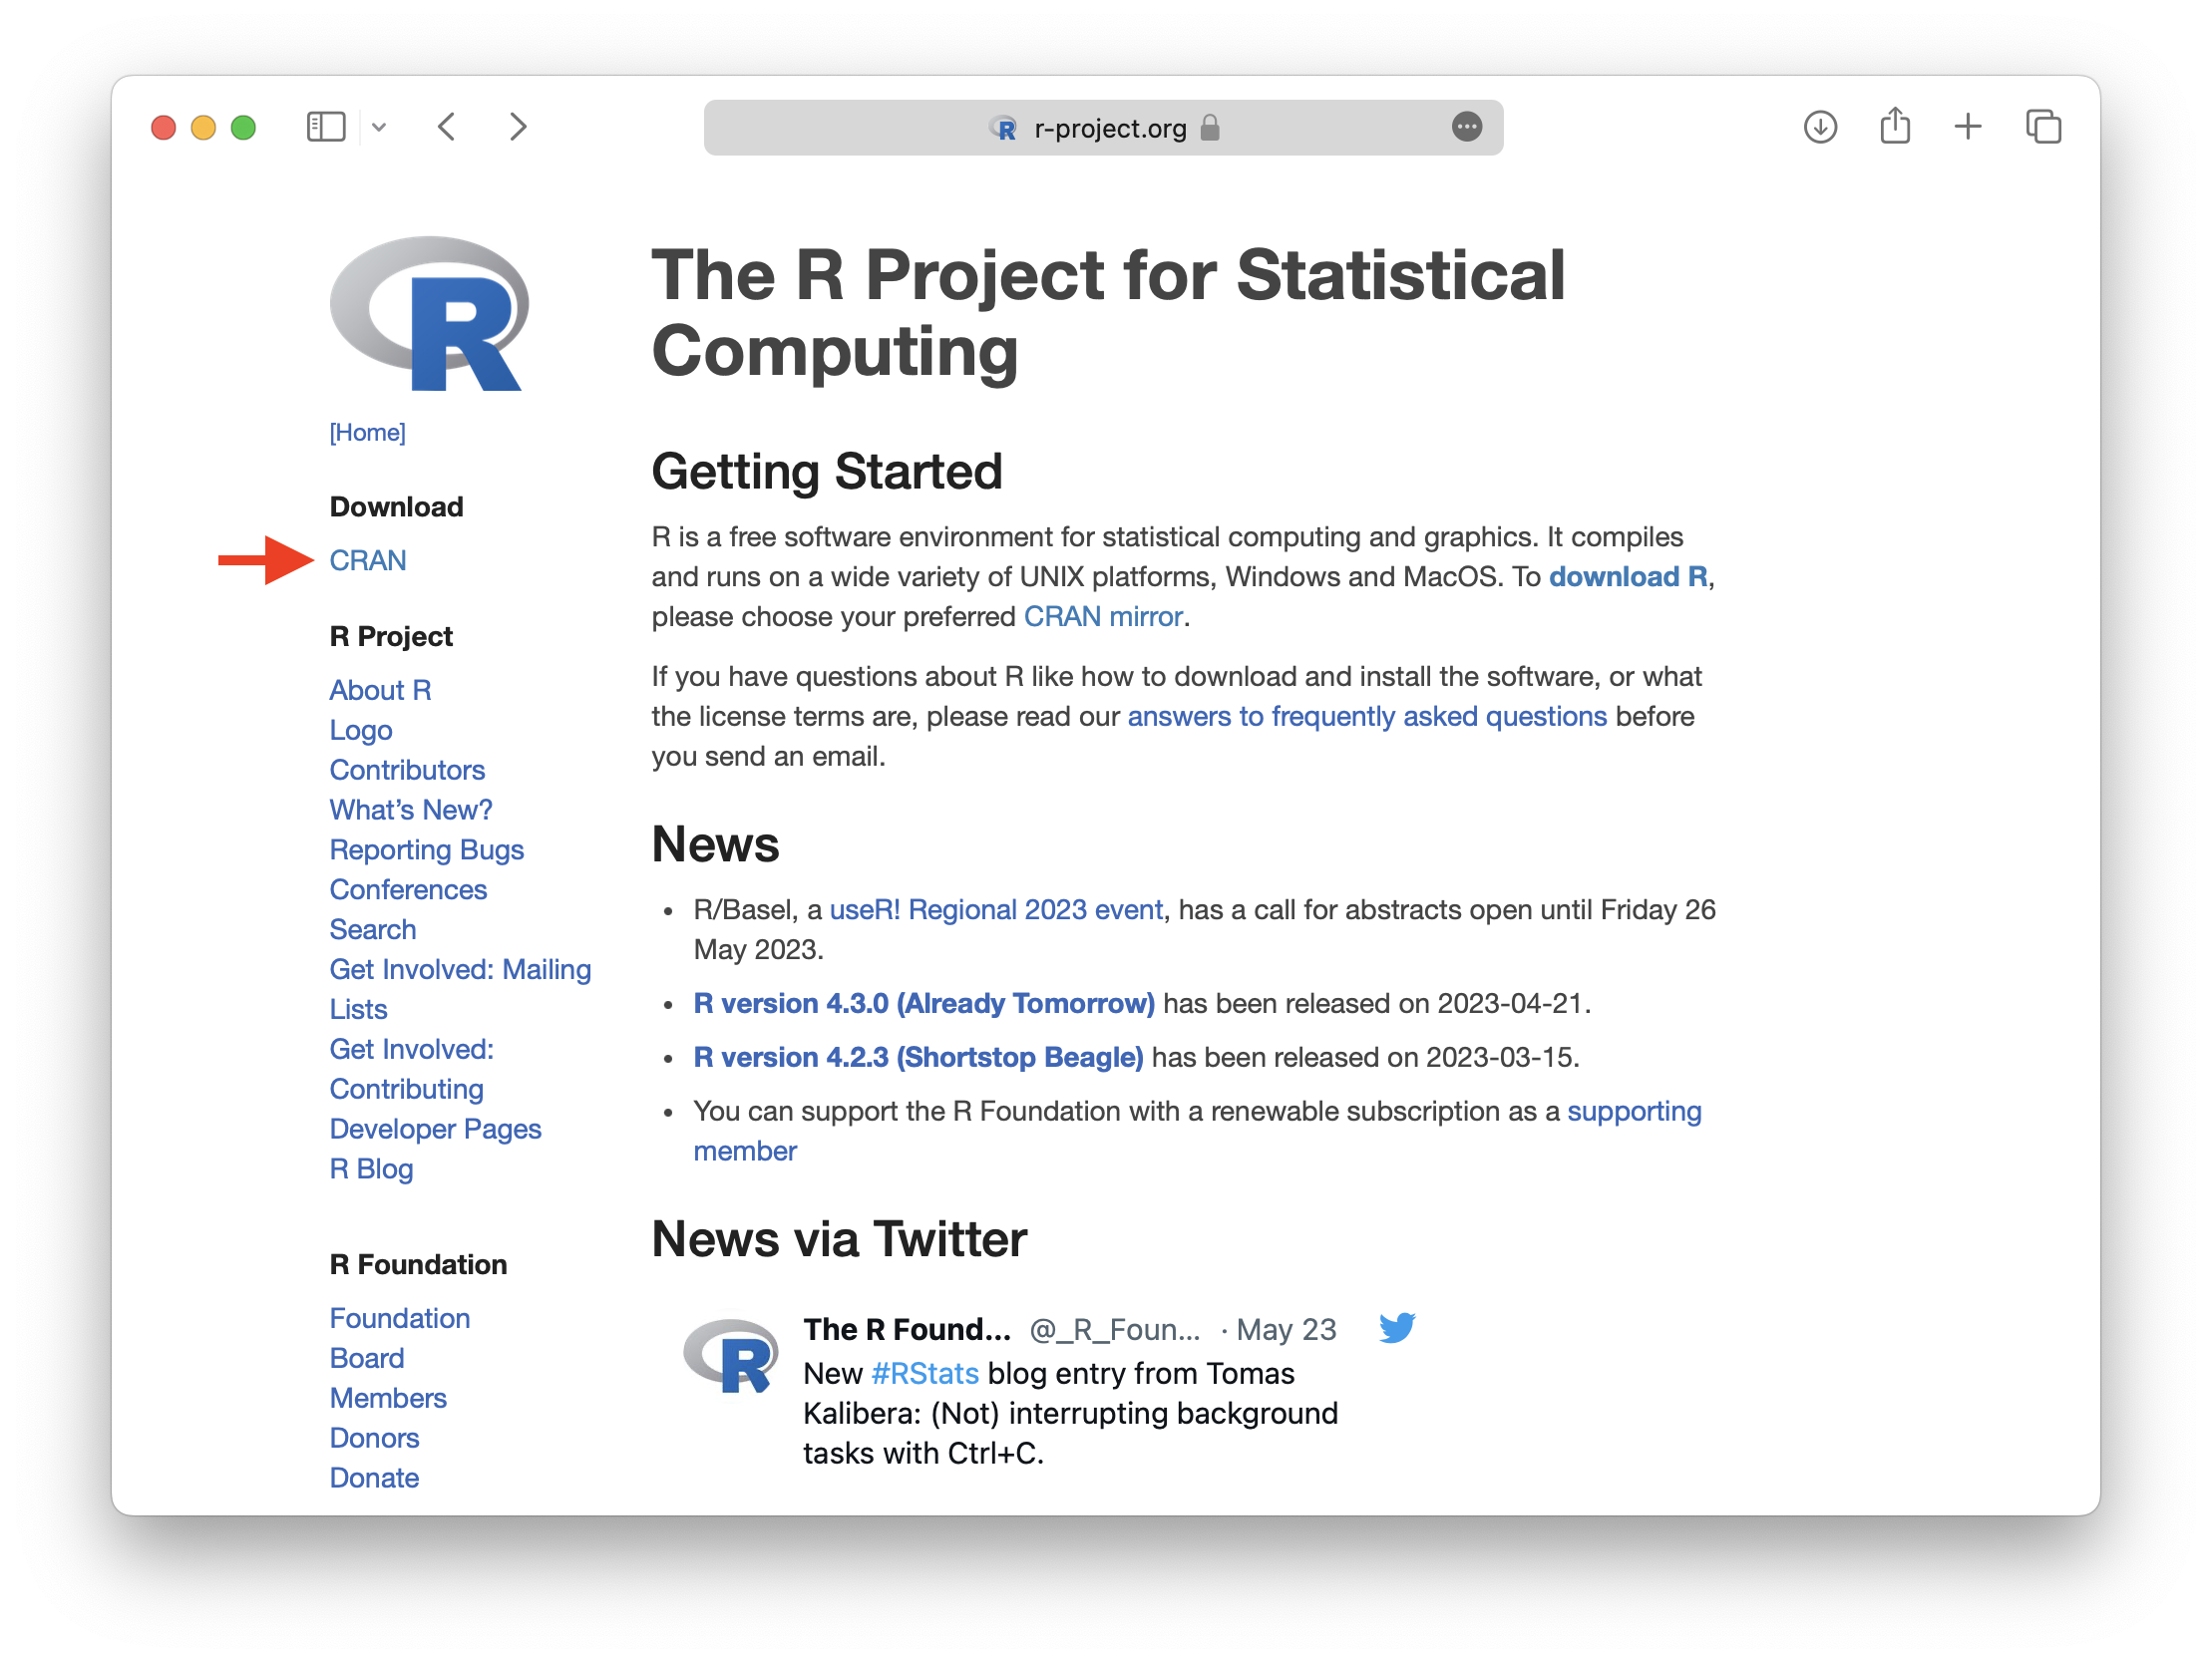 r-project.org
R
[Home]
Download
CRAN
R Project
About R
Logo
Contributors
What’s New?
Reporting Bugs
Conferences
Search
Get Involved: Mailing
Lists
Get Involved:
Contributing
Developer Pages
R Blog
R Foundation
Foundation
Board
Members
Donors
Donate
The R Project for Statistical
Computing
Getting Started
R is a free software environment for statistical computing and graphics. It compiles
and runs on a wide variety of UNIX platforms, Windows and MacOS. To download R,
please choose your preferred CRAN mirror.
If you have questions about R like how to download and install the software, or what
the license terms are, please read our answers to frequently asked questions before
you send an email.
News
• R/Basel, a useR! Regional 2023 event, has a call for abstracts open until Friday 26
May 2023.
• R version 4.3.0 (Already Tomorrow) has been released on 2023-04-21.
• R version 4.2.3 (Shortstop Beagle) has been released on 2023-03-15.
• You can support the R Foundation with a renewable subscription as a supporting
member
News via Twitter
R
The R Found... @_R_Foun... · May 23
New #RStats blog entry from Tomas
Kalibera: (Not) interrupting background
tasks with Ctrl+C.